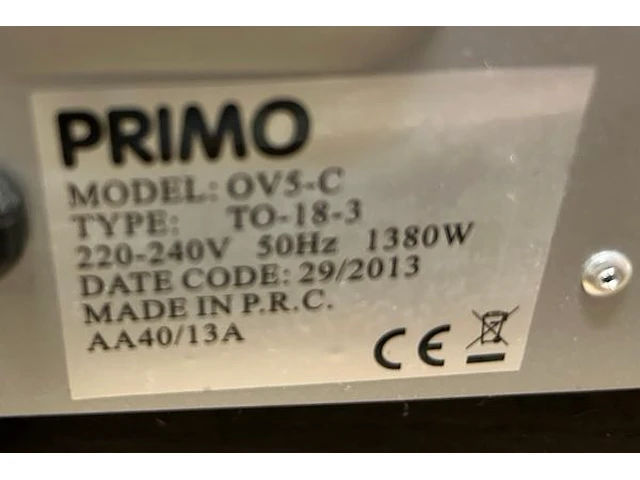 PRIMO
MODEL: OV5-C
TYPE: TO-18-3
220-240V 50Hz 1380W
DATE CODE: 29/2013
MADE IN P.R.C.
AA40/13A
CE